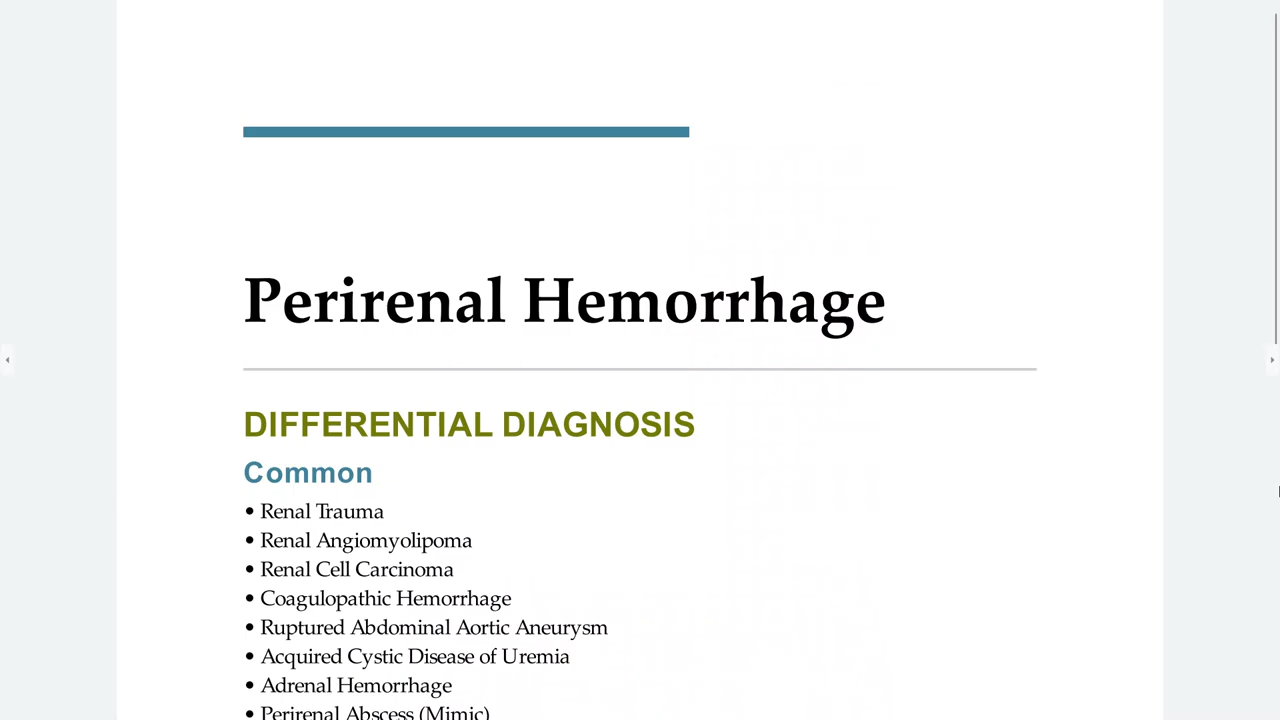 Perirenal Hemorrhage
DIFFERENTIAL DIAGNOSIS
Common
• Renal Trauma
• Renal Angiomyolipoma
• Renal Cell Carcinoma
• Coagulopathic Hemorrhage
• Ruptured Abdominal Aortic Aneurysm
• Acquired Cystic Disease of Uremia
• Adrenal Hemorrhage
• Perirenal Abscess (Mimic)